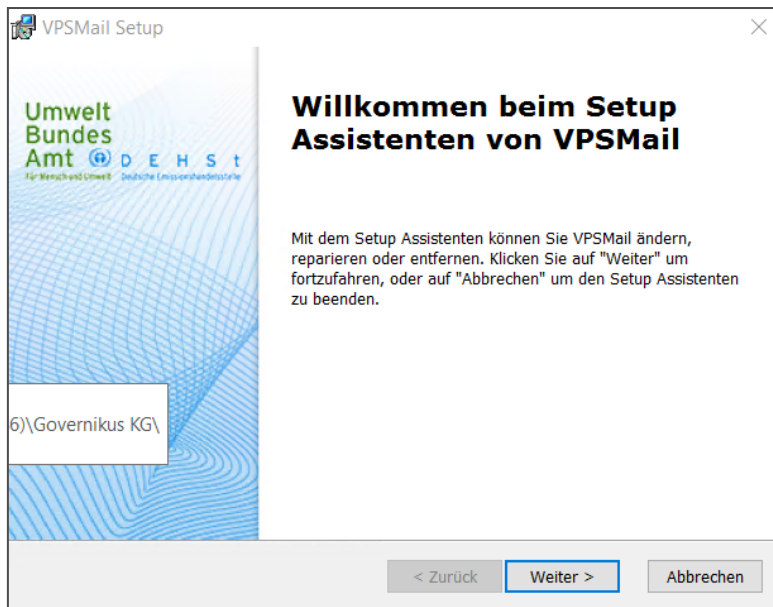 VPSMail Setup
Umwelt
Bundes
Amt DEHSt
Für Mensch und Umwelt Deutsche Emissionshandelsstelle
Willkommen beim Setup
Assistenten von VPSMail
Mit dem Setup Assistenten können Sie VPSMail ändern,
reparieren oder entfernen. Klicken Sie auf "Weiter" um
fortzufahren, oder auf "Abbrechen" um den Setup Assistenten
zu beenden.
6)\Governikus KG\
< Zurück Weiter > Abbrechen